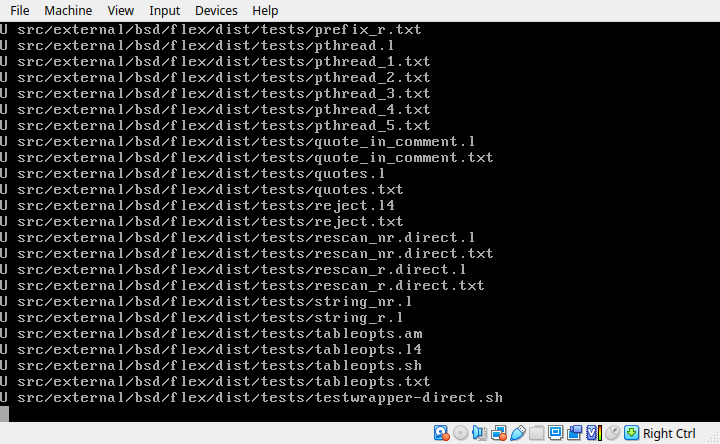 File Machine View Input Devices Help
U src/external/bsd/flex/dist/tests/prefix_r.txt
U src/external/bsd/flex/dist/tests/pthread.l
U src/external/bsd/flex/dist/tests/pthread_1.txt
U src/external/bsd/flex/dist/tests/pthread_2.txt
U src/external/bsd/flex/dist/tests/pthread_3.txt
U src/external/bsd/flex/dist/tests/pthread_4.txt
U src/external/bsd/flex/dist/tests/pthread_5.txt
U src/external/bsd/flex/dist/tests/quote_in_comment.l
U src/external/bsd/flex/dist/tests/quote_in_comment.txt
U src/external/bsd/flex/dist/tests/quotes.l
U src/external/bsd/flex/dist/tests/quotes.txt
U src/external/bsd/flex/dist/tests/reject.l4
U src/external/bsd/flex/dist/tests/reject.txt
U src/external/bsd/flex/dist/tests/rescan_nr.direct.l
U src/external/bsd/flex/dist/tests/rescan_nr.direct.txt
U src/external/bsd/flex/dist/tests/rescan_r.direct.l
U src/external/bsd/flex/dist/tests/rescan_r.direct.txt
U src/external/bsd/flex/dist/tests/string_nr.l
U src/external/bsd/flex/dist/tests/string_r.l
U src/external/bsd/flex/dist/tests/tableopts.am
U src/external/bsd/flex/dist/tests/tableopts.l4
U src/external/bsd/flex/dist/tests/tableopts.sh
U src/external/bsd/flex/dist/tests/tableopts.txt
U src/external/bsd/flex/dist/tests/testwrapper-direct.sh
Right Ctrl